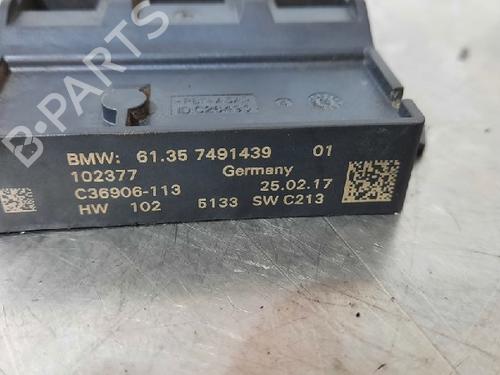 B-PARTS
BMW: 61.35 7491439 01
102377 Germany
C36906-113 25.02.17
HW 102 5133 SW C213